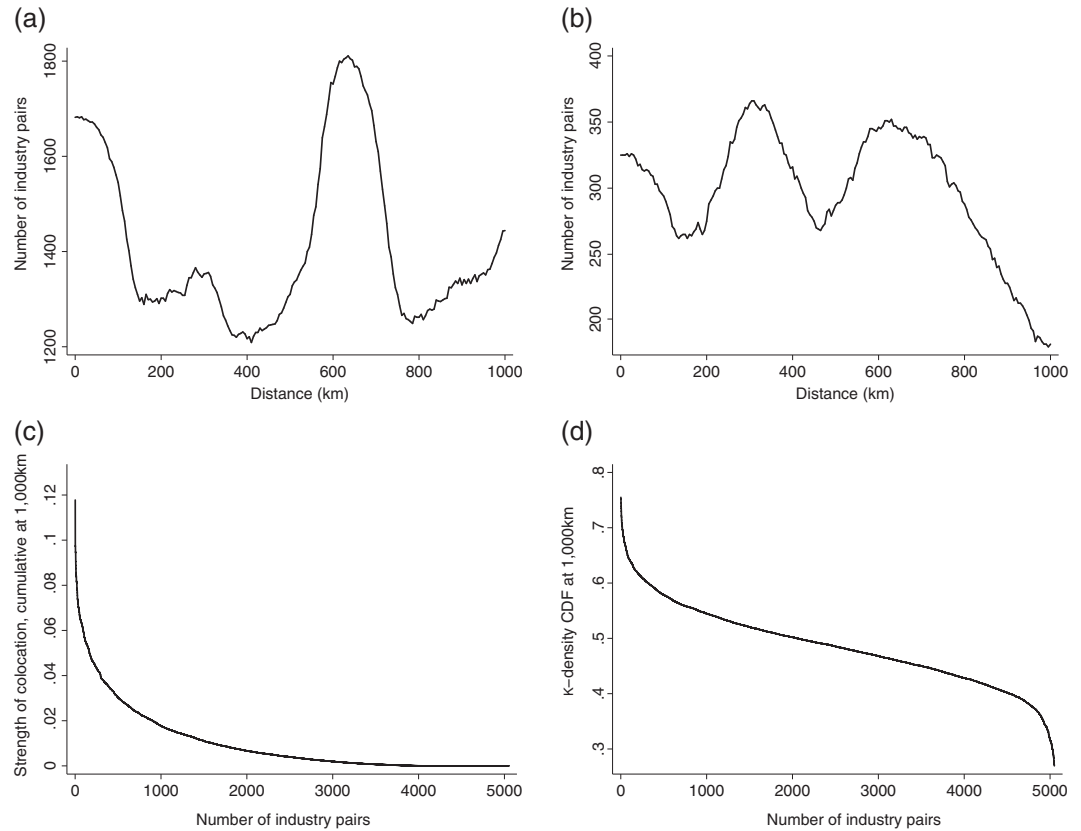 (a)
Number of industry pairs
1800
1600
1400
1200
0 200 400 600 800 1000
Distance (km)
(b)
Number of industry pairs
400
350
300
250
200
0 200 400 600 800 1000
Distance (km)
(c)
Strength of colocation, cumulative at 1,000km
.12
.1
.08
.06
.04
.02
0
0 1000 2000 3000 4000 5000
Number of industry pairs
(d)
K–density CDF at 1,000km
.8
.7
.6
.5
.4
.3
0 1000 2000 3000 4000 5000
Number of industry pairs